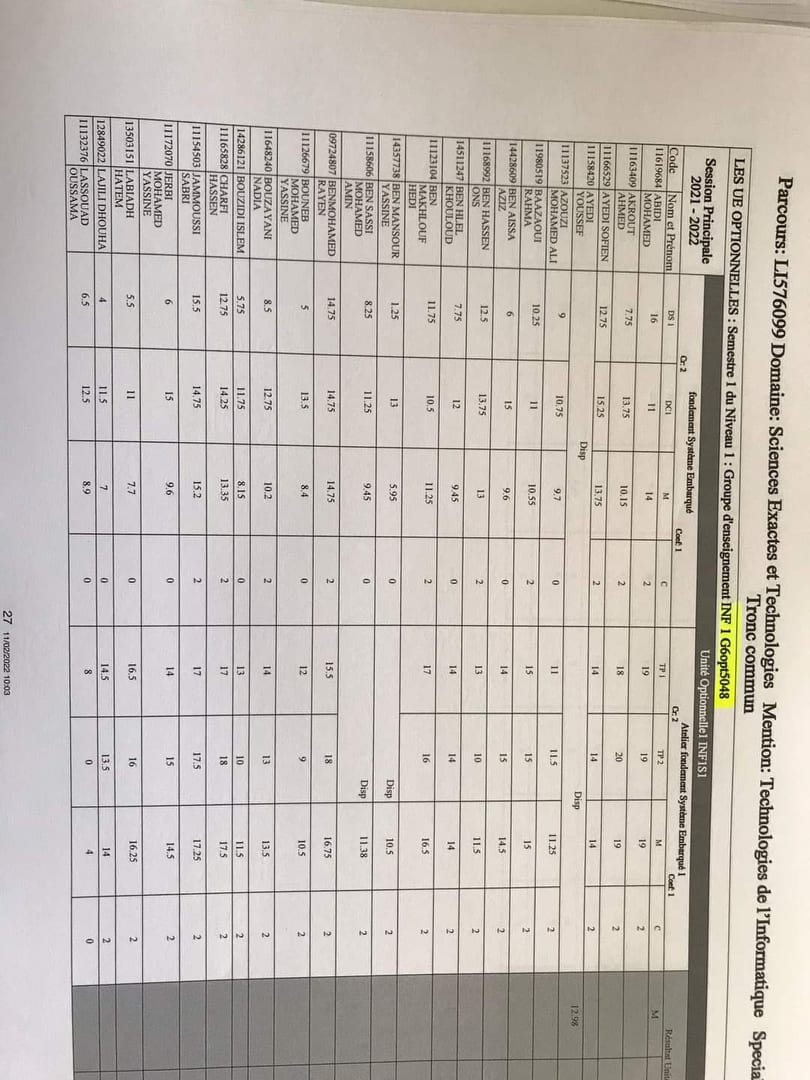 Parcours: LI576099 Domaine: Sciences Exactes et Technologies Mention: Technologies de l'Informatique
Tronc commun
LES UE OPTIONNELLES : Semestre 1 du Niveau 1 : Groupe d'enseignement INF 1 G6opt5048
Session Principale
2021 - 2022
Unité Optionnelle1 INF1S1
fondement Système Embarqué
Cr: 2 Coef: 1
Atelier fondement Système Embarqué 1
Cr: 2 Coef: 1
Résultat
Code Nom et Prénom DS 1 DC1 M C TP 1 TP 2 M C M
11619684 ABIDI MOHAMED 16 11 14 2 19 19 19 2
11163409 AKROUT AHMED 7.75 13.75 10.15 2 18 20 19 2
11166529 AYEDI SOFIEN 12.75 15.25 13.75 2 14 14 14 2
11158420 AYEDI YOUSSEF Disp Disp 12.98
11137523 AZOUZI MOHAMED ALI 9 10.75 9.7 0 11 11.5 11.25 2
11980519 BAAZAOUI RAHMA 10.25 11 10.55 2 15 15 15 2
14428609 BEN AISSA AZIZ 6 15 9.6 0 14 15 14.5 2
11168992 BEN HASSEN ONS 12.5 13.75 13 2 13 10 11.5 2
14511247 BEN HLEL KHOULOUD 7.75 12 9.45 0 14 14 14 2
11123104 BEN MAKHLOUF HEDI 11.75 10.5 11.25 2 17 16 16.5 2
14357738 BEN MANSOUR YASSINE 1.25 13 5.95 0 Disp 10.5 2
11158606 BEN SASSI MOHAMED AMIN 8.25 11.25 9.45 0 Disp 11.38 2
09724807 BENMOHAMED RAYEN 14.75 14.75 14.75 2 15.5 18 16.75 2
11126679 BOUNEB MOHAMED YASSINE 5 13.5 8.4 0 12 9 10.5 2
11648240 BOUZAYANI NADIA 8.5 12.75 10.2 2 14 13 13.5 2
14286121 BOUZIDI ISLEM 5.75 11.75 8.15 0 13 10 11.5 2
11165828 CHARFI HASSEN 12.75 14.25 13.35 2 17 18 17.5 2
11154503 JAMMOUSSI SABRI 15.5 14.75 15.2 2 17 17.5 17.25 2
11172070 JERBI MOHAMED YASSINE 6 15 9.6 0 14 15 14.5 2
13503151 LABIADH HATEM 5.5 11 7.7 0 16.5 16 16.25 2
12849022 LAJILI DHOUHA 4 11.5 7 0 14.5 13.5 14 2
11132376 LASSOUAD OUSSAMA 6.5 12.5 8.9 0 8 0 4 0
27 11/02/2022 10:03